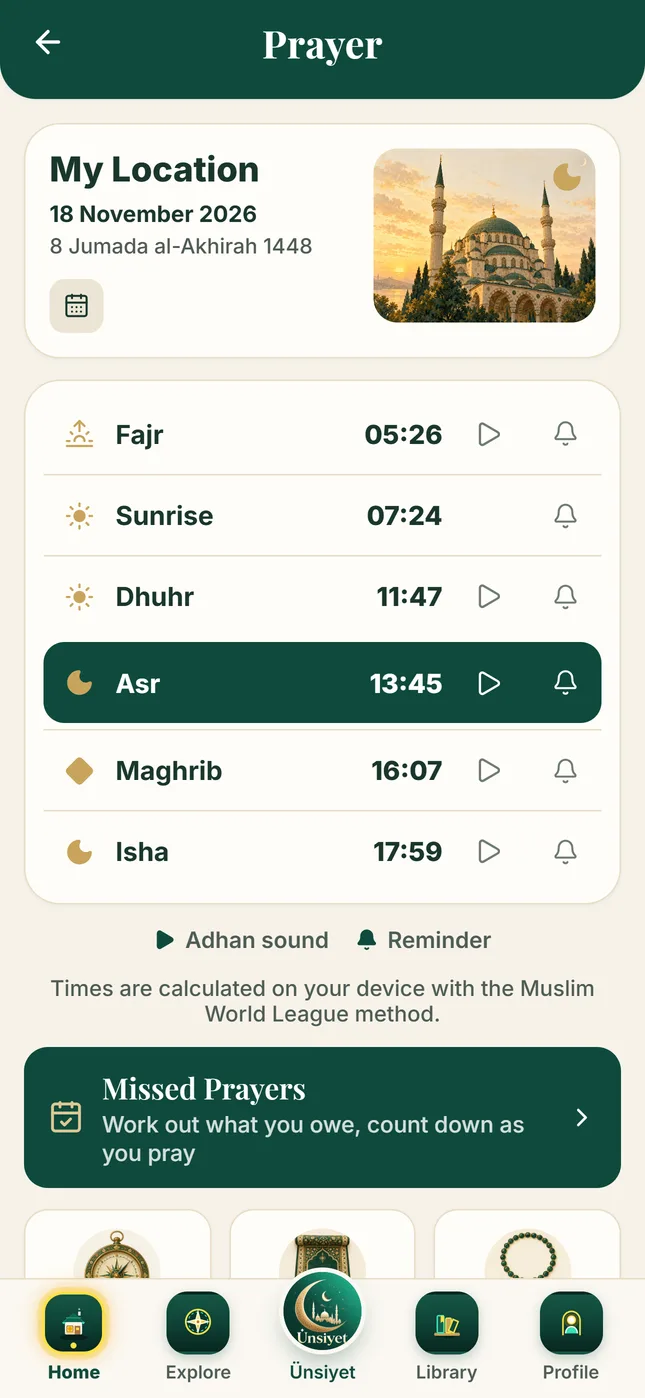 Prayer
My Location
18 November 2026
8 Jumada al-Akhirah 1448
Fajr 05:26
Sunrise 07:24
Dhuhr 11:47
Asr 13:45
Maghrib 16:07
Isha 17:59
Adhan sound Reminder
Times are calculated on your device with the Muslim
World League method.
Missed Prayers
Work out what you owe, count down as
you pray
Ünsiyet
Home Explore Ünsiyet Library Profile